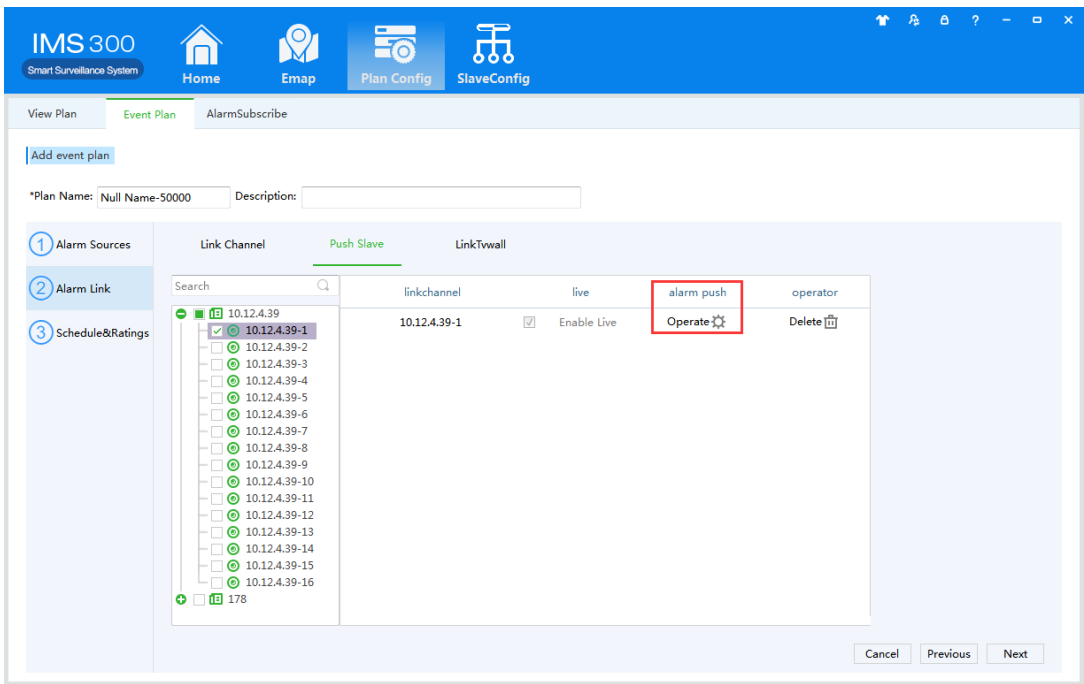 IMS 300
Smart Surveillance System
Home
Emap
Plan Config
SlaveConfig
?
View Plan
Event Plan
AlarmSubscribe
Add event plan
*Plan Name: Null Name-50000 Description:
1 Alarm Sources
2 Alarm Link
3 Schedule&Ratings
Link Channel
Push Slave
LinkTvwall
Search
10.12.4.39
10.12.4.39-1
10.12.4.39-2
10.12.4.39-3
10.12.4.39-4
10.12.4.39-5
10.12.4.39-6
10.12.4.39-7
10.12.4.39-8
10.12.4.39-9
10.12.4.39-10
10.12.4.39-11
10.12.4.39-12
10.12.4.39-13
10.12.4.39-14
10.12.4.39-15
10.12.4.39-16
178
linkchannel live alarm push operator
10.12.4.39-1 Enable Live Operate Delete
Cancel Previous Next